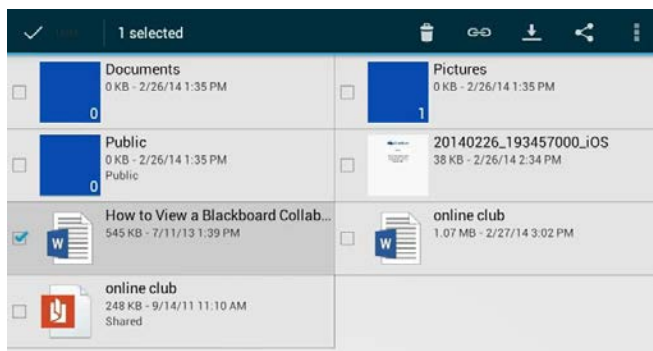 1 selected
Documents
0 KB - 2/26/14 1:35 PM
0
Pictures
0 KB - 2/26/14 1:35 PM
1
Public
0 KB - 2/26/14 1:35 PM
Public
0
20140226_193457000_iOS
38 KB - 2/26/14 2:34 PM
How to View a Blackboard Collab...
545 KB - 7/11/13 1:39 PM
W
online club
1.07 MB - 2/27/14 3:02 PM
W
online club
248 KB - 9/14/11 11:10 AM
Shared